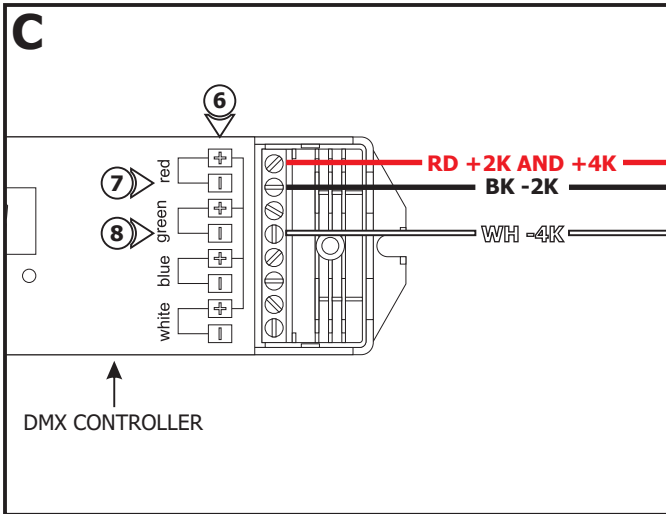 C
6
+
RD +2K AND +4K
7
red
−
BK -2K
+
8
green
−
WH -4K
+
blue
−
+
white
−
DMX CONTROLLER